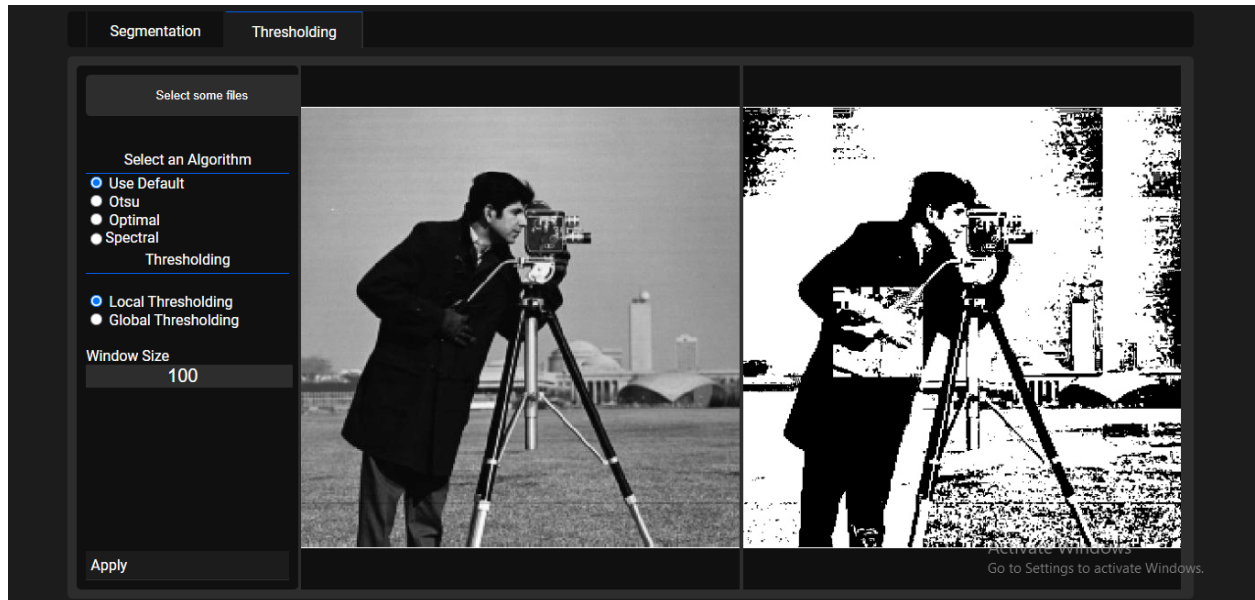 Segmentation
Thresholding
Select some files
Select an Algorithm
Use Default
Otsu
Optimal
Spectral
Thresholding
Local Thresholding
Global Thresholding
Window Size
100
Apply
Activate Windows
Go to Settings to activate Windows.